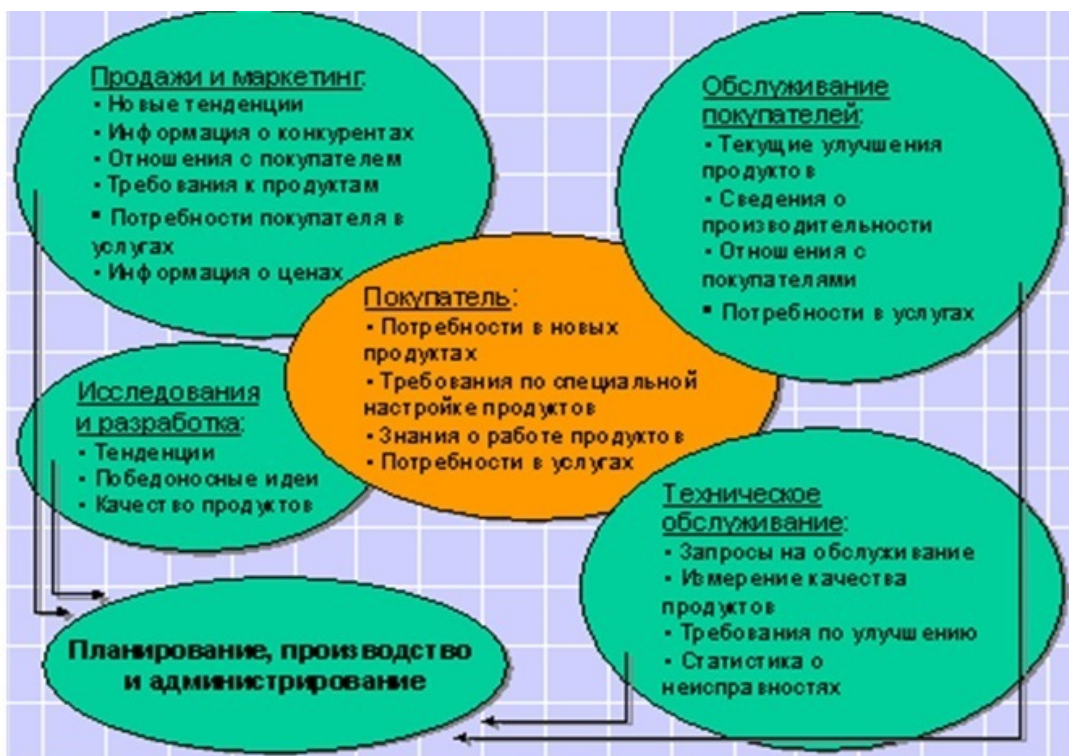 Продажи и маркетинг:
▪ Новые тенденции
▪ Информация о конкурентах
▪ Отношения с покупателем
▪ Требования к продуктам
▪ Потребности покупателя в
услугах
▪ Информация о ценах
Обслуживание
покупателей:
▪ Текущие улучшения
продуктов
▪ Сведения о
производительности
▪ Отношения с
покупателями
▪ Потребности в услугах
Покупатель:
▪ Потребности в новых
продуктах
▪ Требования по специальной
настройке продуктов
▪ Знания о работе продуктов
▪ Потребности в услугах
Исследования
и разработка:
▪ Тенденции
▪ Победоносные идеи
▪ Качество продуктов
Техническое
обслуживание:
▪ Запросы на обслуживание
▪ Измерение качества
продуктов
▪ Требования по улучшению
▪ Статистика о
неисправностях
Планирование, производство
и администрирование